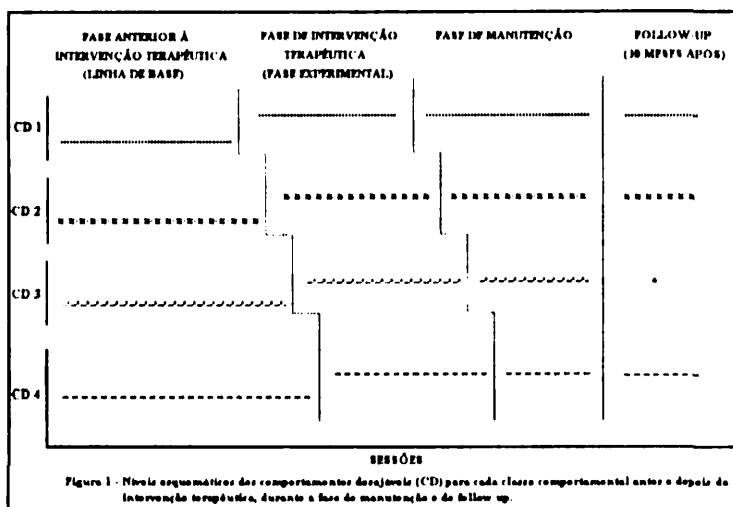 FASE ANTERIOR À
INTERVENÇÃO TERAPÊUTICA
(LINHA DE BASE)
FASE DE INTERVENÇÃO
TERAPÊUTICA
(FASE EXPERIMENTAL)
FASE DE MANUTENÇÃO
FOLLOW-UP
(30 MESES APÓS)
CD 1
CD 2
CD 3
CD 4
SESSÕES
Figura 1 - Níveis esquemáticos dos comportamentos desejáveis (CD) para cada classe comportamental antes e depois da
intervenção terapêutica, durante a fase de manutenção e de follow up.